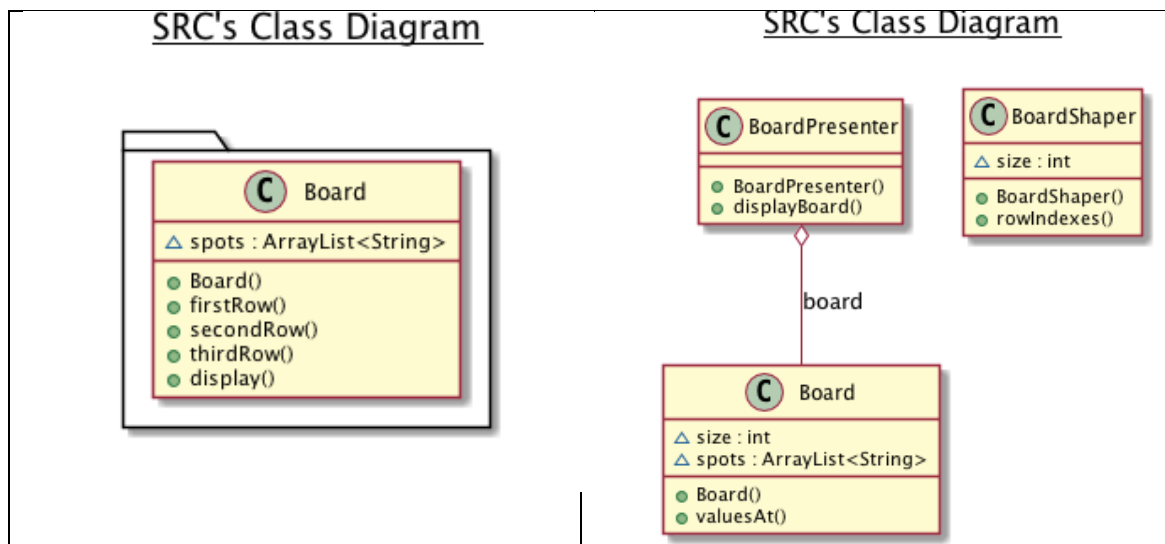 SRC's Class Diagram
C Board
spots : ArrayList<String>
Board()
firstRow()
secondRow()
thirdRow()
display()
SRC's Class Diagram
C BoardPresenter
BoardPresenter()
displayBoard()
C BoardShaper
size : int
BoardShaper()
rowIndexes()
board
C Board
size : int
spots : ArrayList<String>
Board()
valuesAt()